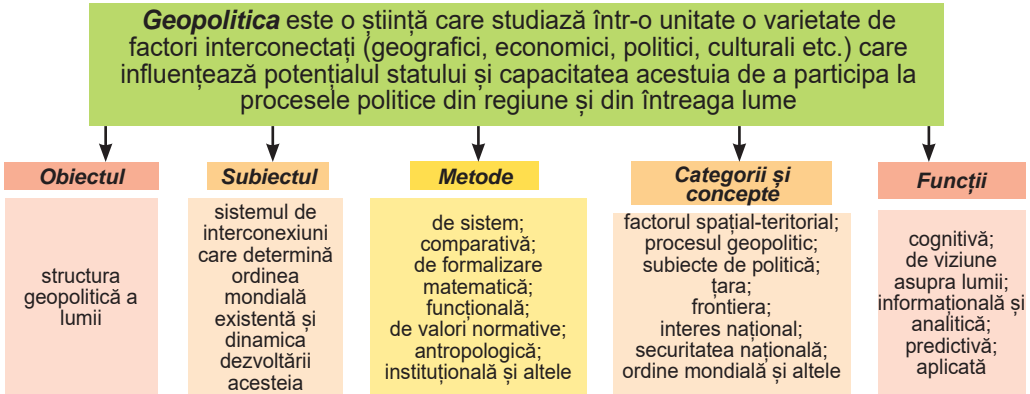 Geopolitica este o știință care studiază într-o unitate o varietate de
factori interconectați (geografici, economici, politici, culturali etc.) care
influențează potențialul statului și capacitatea acestuia de a participa la
procesele politice din regiune și din întreaga lume
Obiectul
structura
geopolitică a
lumii
Subiectul
sistemul de
interconexiuni
care determină
ordinea
mondială
existentă și
dinamica
dezvoltării
acesteia
Metode
de sistem;
comparativă;
de formalizare
matematică;
funcțională;
de valori normative;
antropologică;
instituțională și altele
Categorii și
concepte
factorul spațial-teritorial;
procesul geopolitic;
subiecte de politică;
țara;
frontiera;
interes național;
securitatea națională;
ordine mondială și altele
Funcții
cognitivă;
de viziune
asupra lumii;
informațională și
analitică;
predictivă;
aplicată